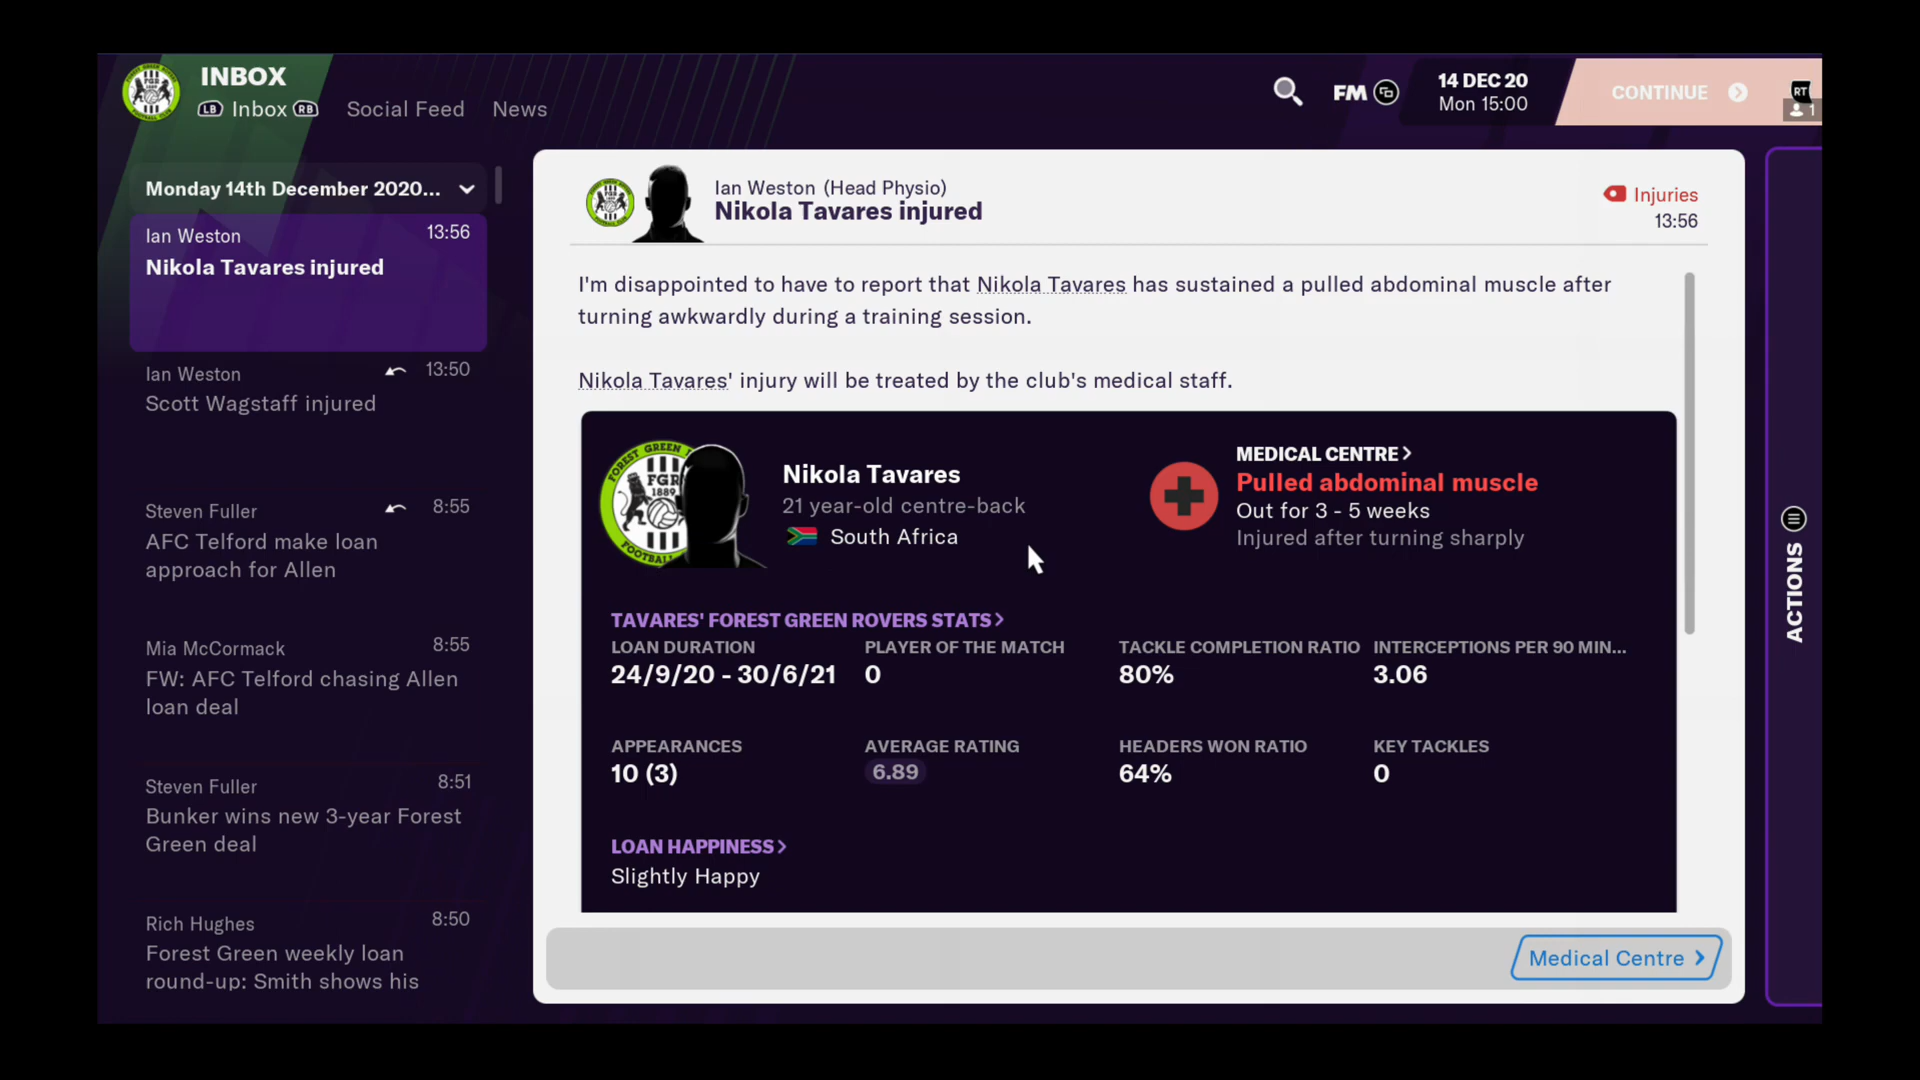 INBOX
LB Inbox RB Social Feed News
FM
14 DEC 20
Mon 15:00
CONTINUE
RT
1
Monday 14th December 2020...
Ian Weston 13:56
Nikola Tavares injured
Ian Weston 13:50
Scott Wagstaff injured
Steven Fuller 8:55
AFC Telford make loan
approach for Allen
Mia McCormack 8:55
FW: AFC Telford chasing Allen
loan deal
Steven Fuller 8:51
Bunker wins new 3-year Forest
Green deal
Rich Hughes 8:50
Forest Green weekly loan
round-up: Smith shows his
Ian Weston (Head Physio)
Nikola Tavares injured
Injuries
13:56
I'm disappointed to have to report that Nikola Tavares has sustained a pulled abdominal muscle after
turning awkwardly during a training session.
Nikola Tavares' injury will be treated by the club's medical staff.
FOREST GREEN
FGR
1889
FOOTBALL
Nikola Tavares
21 year-old centre-back
South Africa
MEDICAL CENTRE
Pulled abdominal muscle
Out for 3 - 5 weeks
Injured after turning sharply
TAVARES' FOREST GREEN ROVERS STATS
LOAN DURATION PLAYER OF THE MATCH TACKLE COMPLETION RATIO INTERCEPTIONS PER 90 MIN...
24/9/20 - 30/6/21 0 80% 3.06
APPEARANCES AVERAGE RATING HEADERS WON RATIO KEY TACKLES
10 (3) 6.89 64% 0
LOAN HAPPINESS
Slightly Happy
Medical Centre
ACTIONS